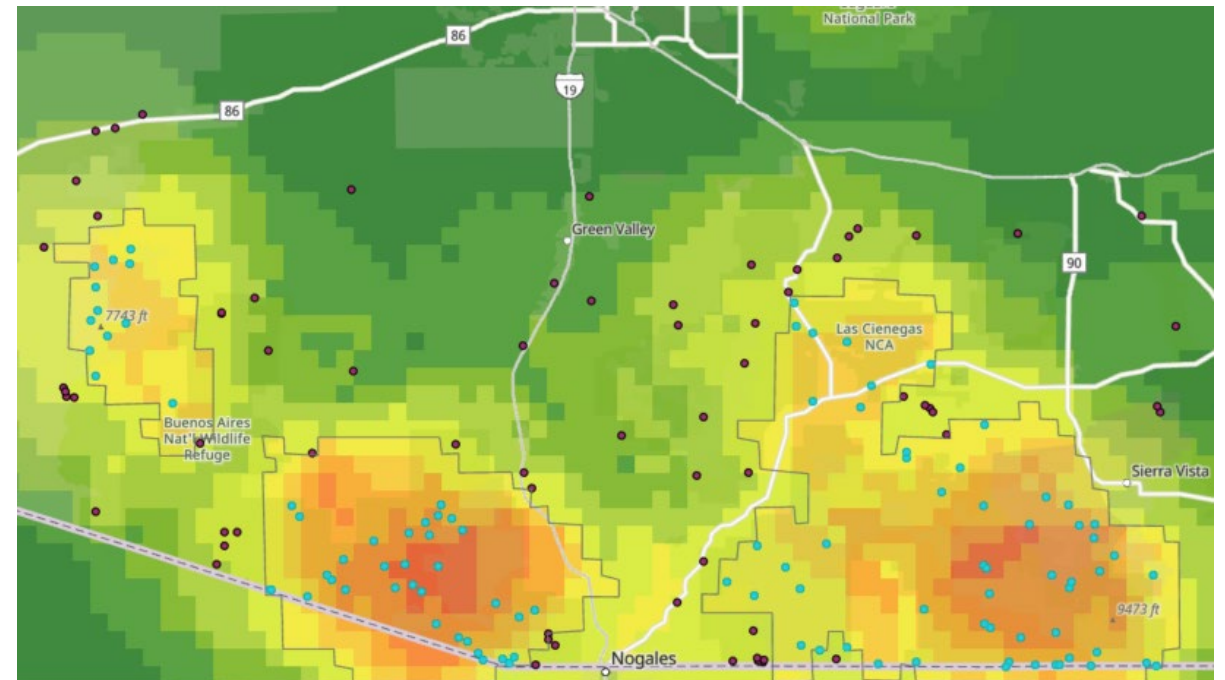 National Park
86
86
19
Green Valley
90
7743 ft
Las Cienegas
NCA
Buenos Aires
Nat'l Wildlife
Refuge
Sierra Vista
9473 ft
Nogales